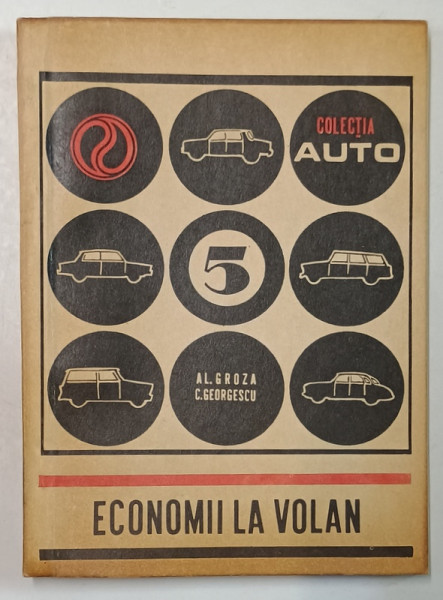 COLECȚIA
AUTO
5
AL. GROZA
C. GEORGESCU
ECONOMII LA VOLAN